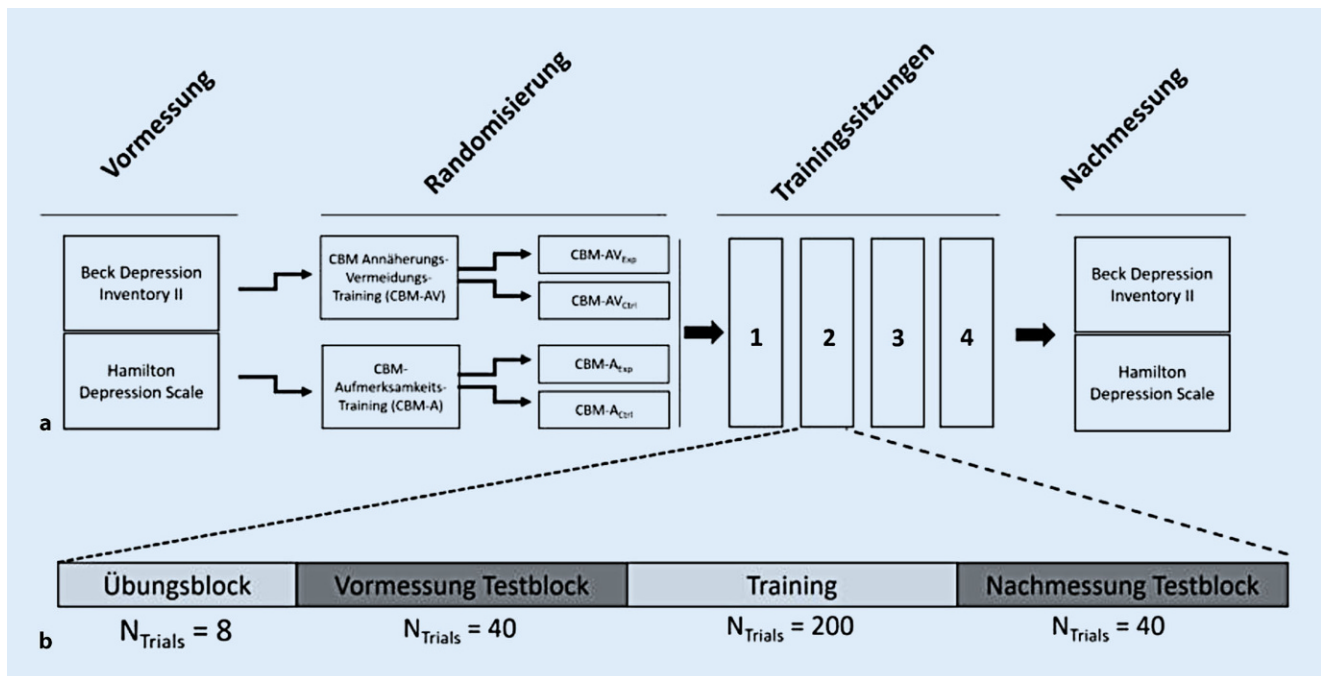 Vormessung
Randomisierung
Trainingssitzungen
Nachmessung
Beck Depression
Inventory II
Hamilton
Depression Scale
CBM Annäherungs-
Vermeidungs-
Training (CBM-AV)
CBM-
Aufmerksamkeits-
Training (CBM-A)
CBM-AVExp
CBM-AVCtrl
CBM-AExp
CBM-ACtrl
1
2
3
4
Beck Depression
Inventory II
Hamilton
Depression Scale
a
Übungsblock
Vormessung Testblock
Training
Nachmessung Testblock
NTrials = 8
NTrials = 40
NTrials = 200
NTrials = 40
b